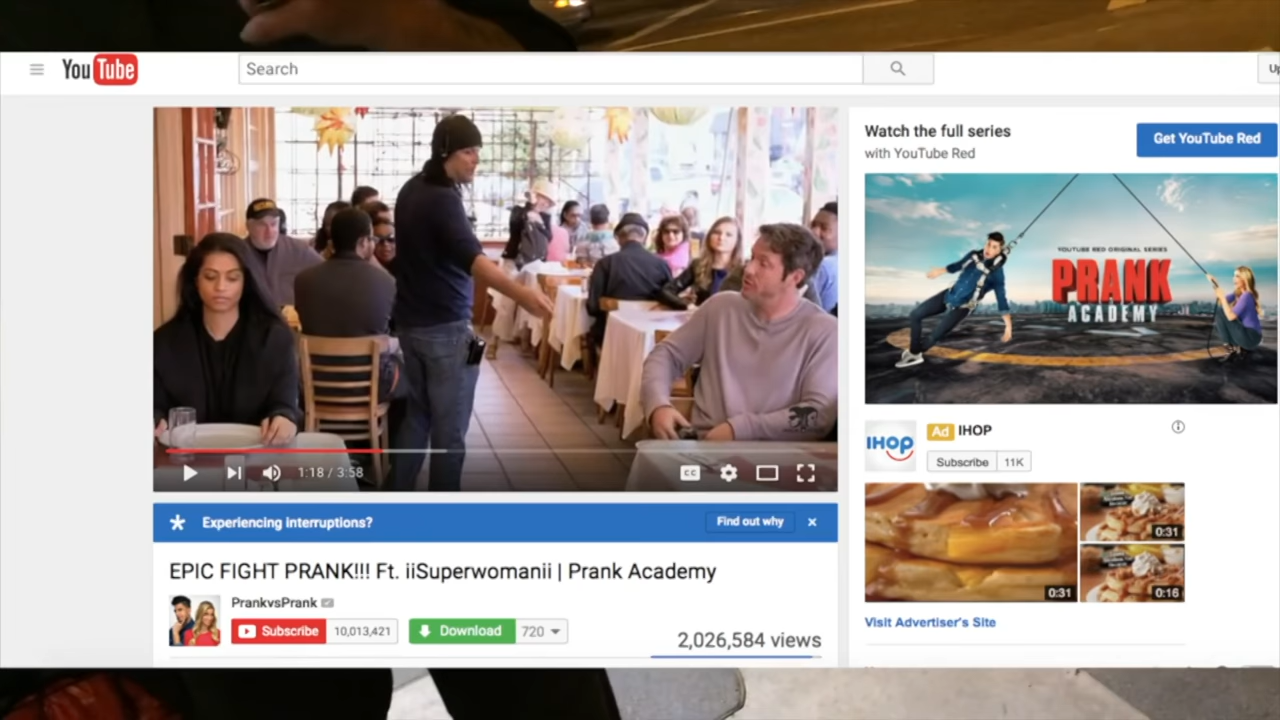 YouTube
Search
Up
Watch the full series
with YouTube Red
Get YouTube Red
YOUTUBE RED ORIGINAL SERIES
PRANK
ACADEMY
1:18 / 3:58
CC
Ad IHOP
IHOP
Subscribe 11K
0:31
0:31
0:16
Visit Advertiser's Site
Experiencing interruptions?
Find out why
EPIC FIGHT PRANK!!! Ft. iiSuperwomanii | Prank Academy
PrankvsPrank
Subscribe 10,013,421
Download 720
2,026,584 views